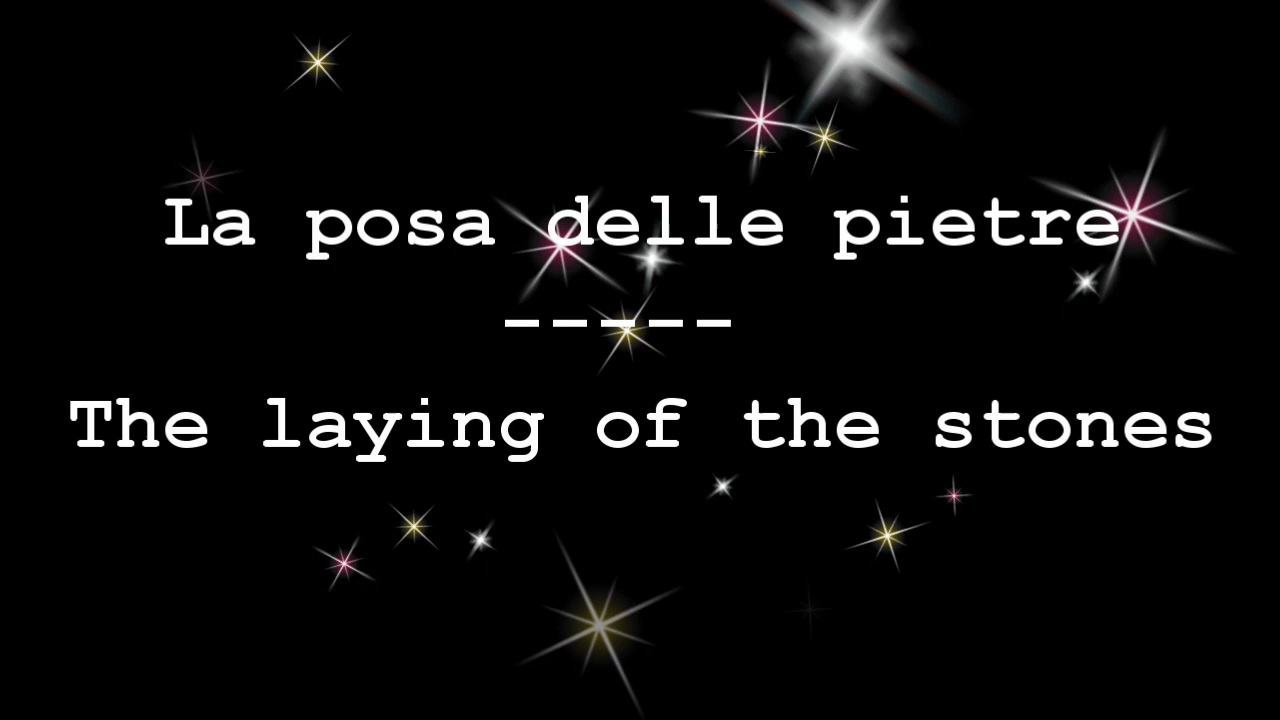 La posa delle pietre
-----
The laying of the stones